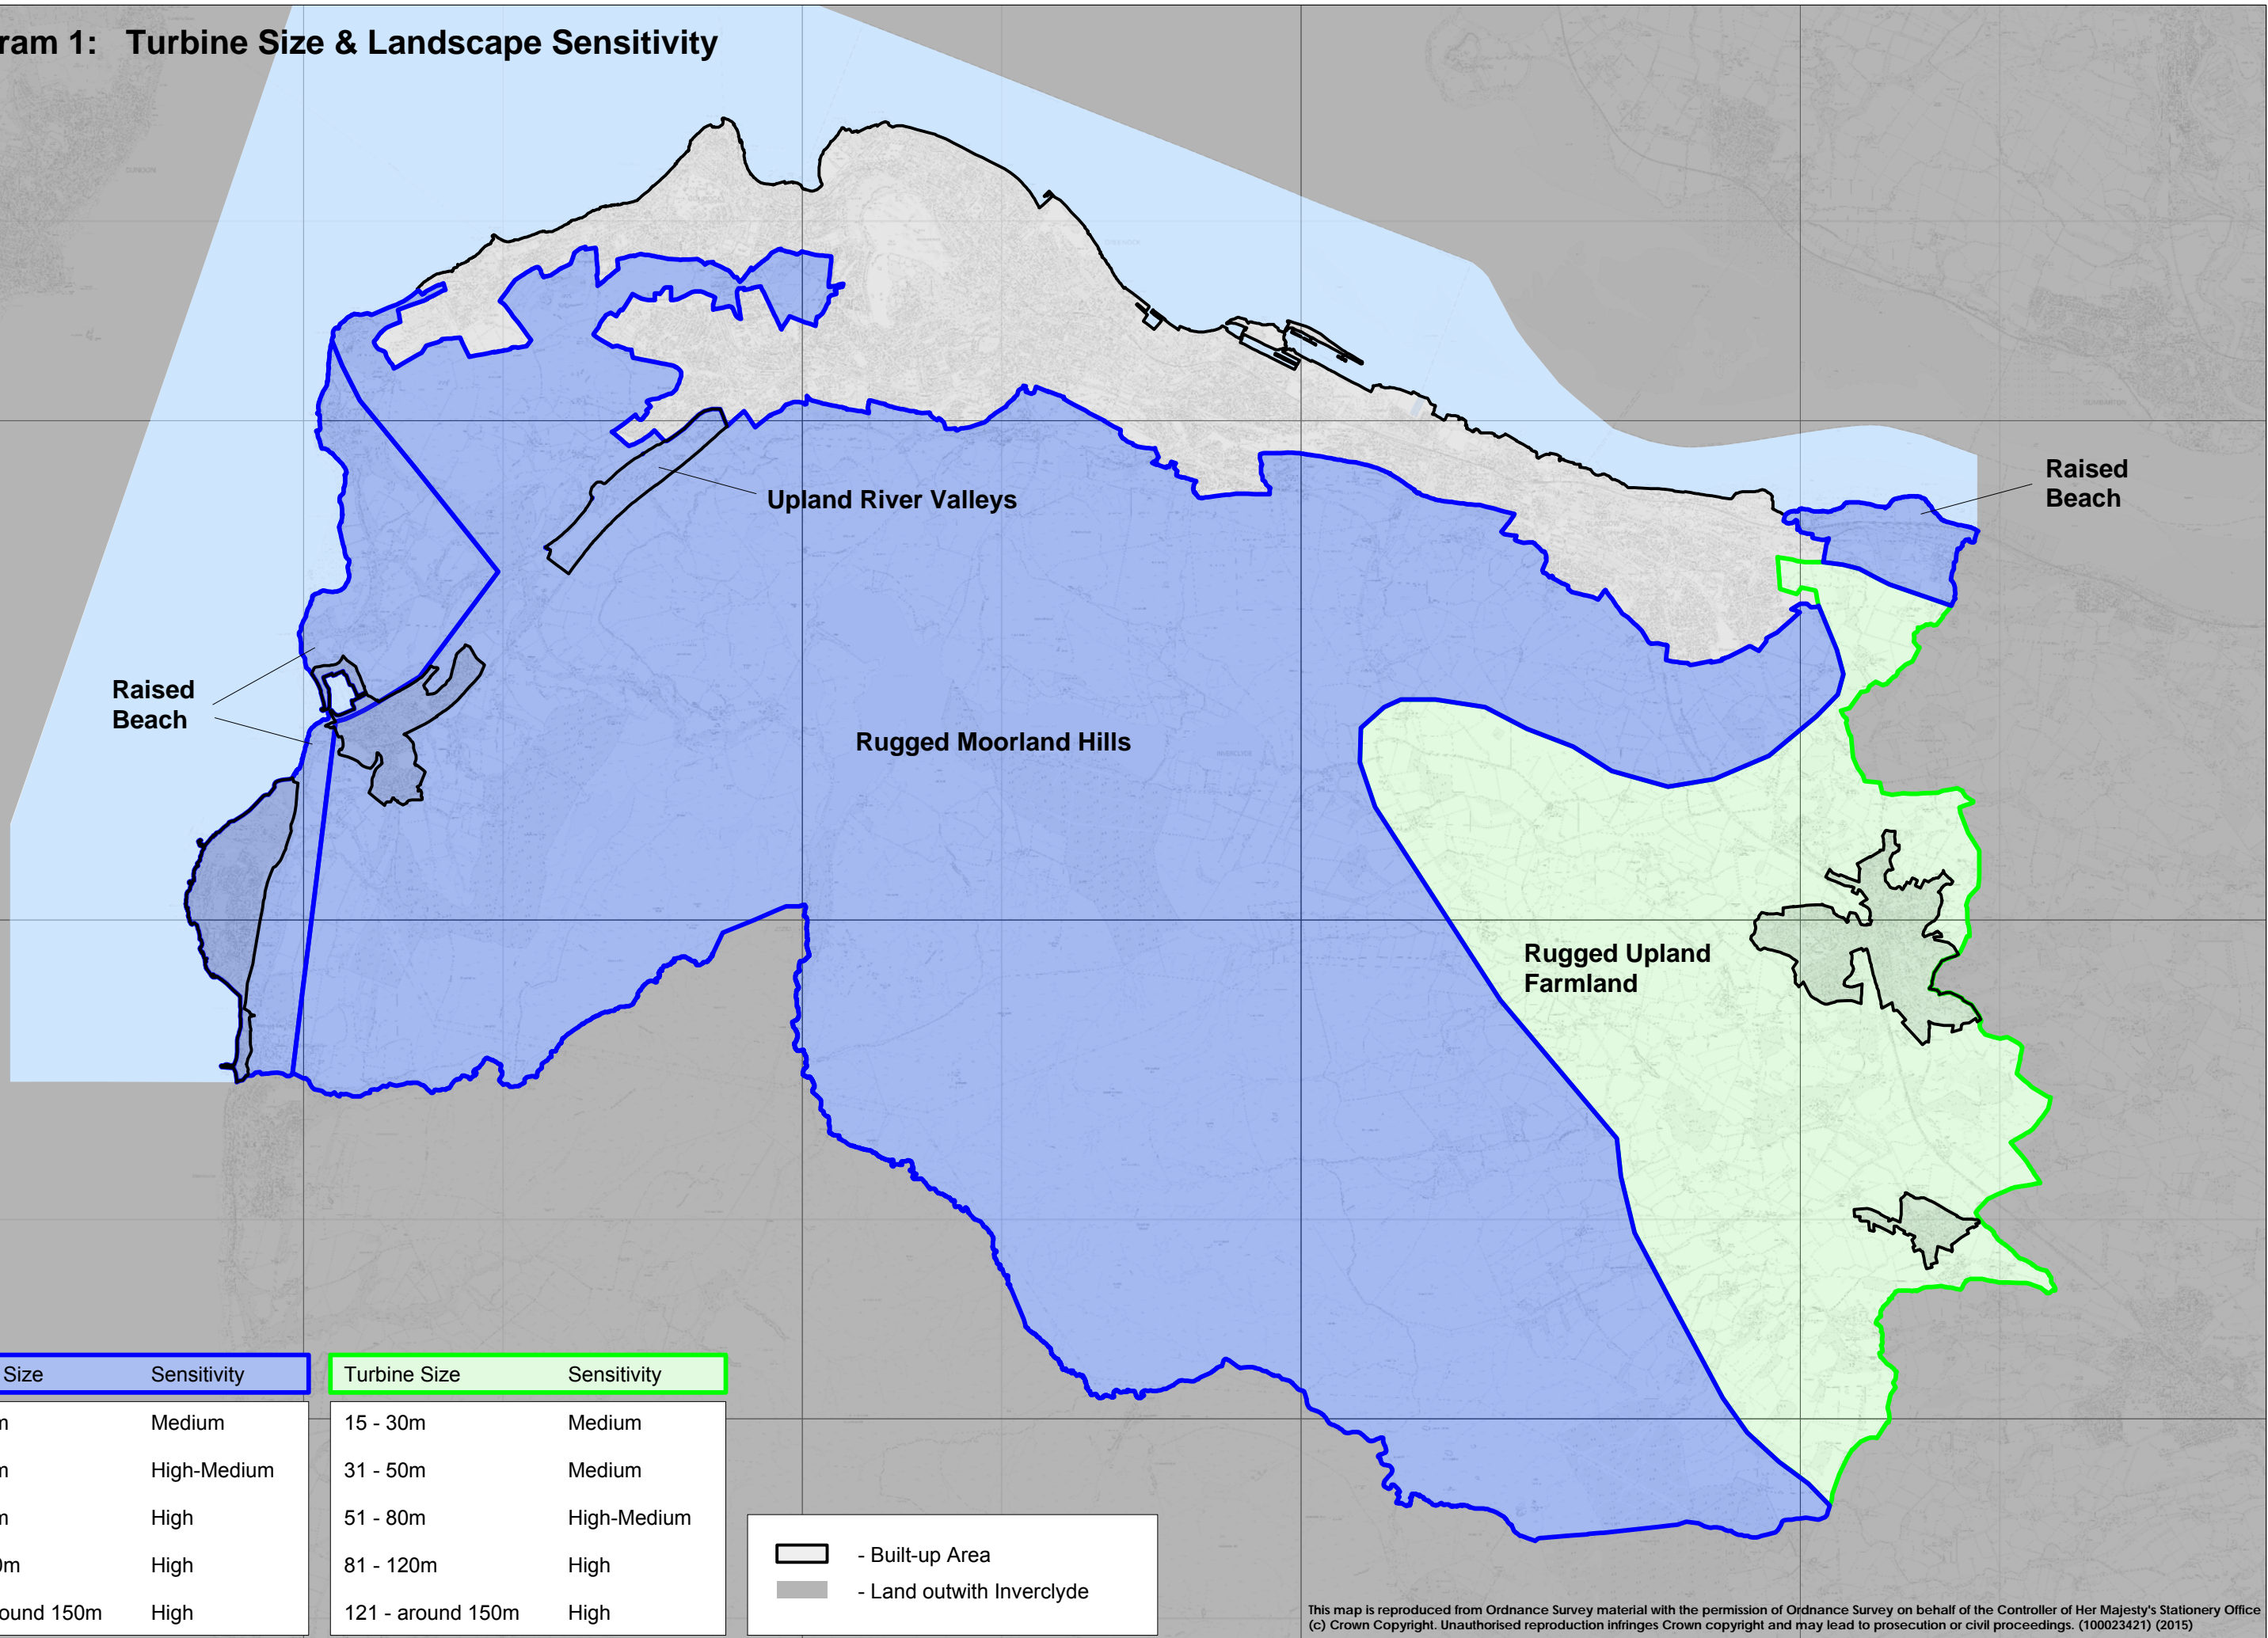 ram 1: Turbine Size & Landscape Sensitivity
Raised
Beach
Upland River Valleys
Raised
Beach
Rugged Moorland Hills
Rugged Upland
Farmland
Size Sensitivity
m Medium
m High-Medium
m High
0m High
ound 150m High
Turbine Size Sensitivity
15 - 30m Medium
31 - 50m Medium
51 - 80m High-Medium
81 - 120m High
121 - around 150m High
- Built-up Area
- Land outwith Inverclyde
This map is reproduced from Ordnance Survey material with the permission of Ordnance Survey on behalf of the Controller of Her Majesty's Stationery Office
(c) Crown Copyright. Unauthorised reproduction infringes Crown copyright and may lead to prosecution or civil proceedings. (100023421) (2015)